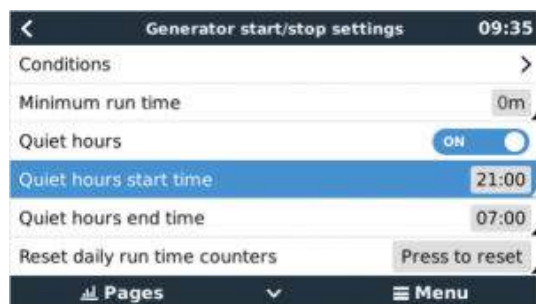 Generator start/stop settings 09:35
Conditions
Minimum run time 0m
Quiet hours ON
Quiet hours start time 21:00
Quiet hours end time 07:00
Reset daily run time counters Press to reset
Pages Menu